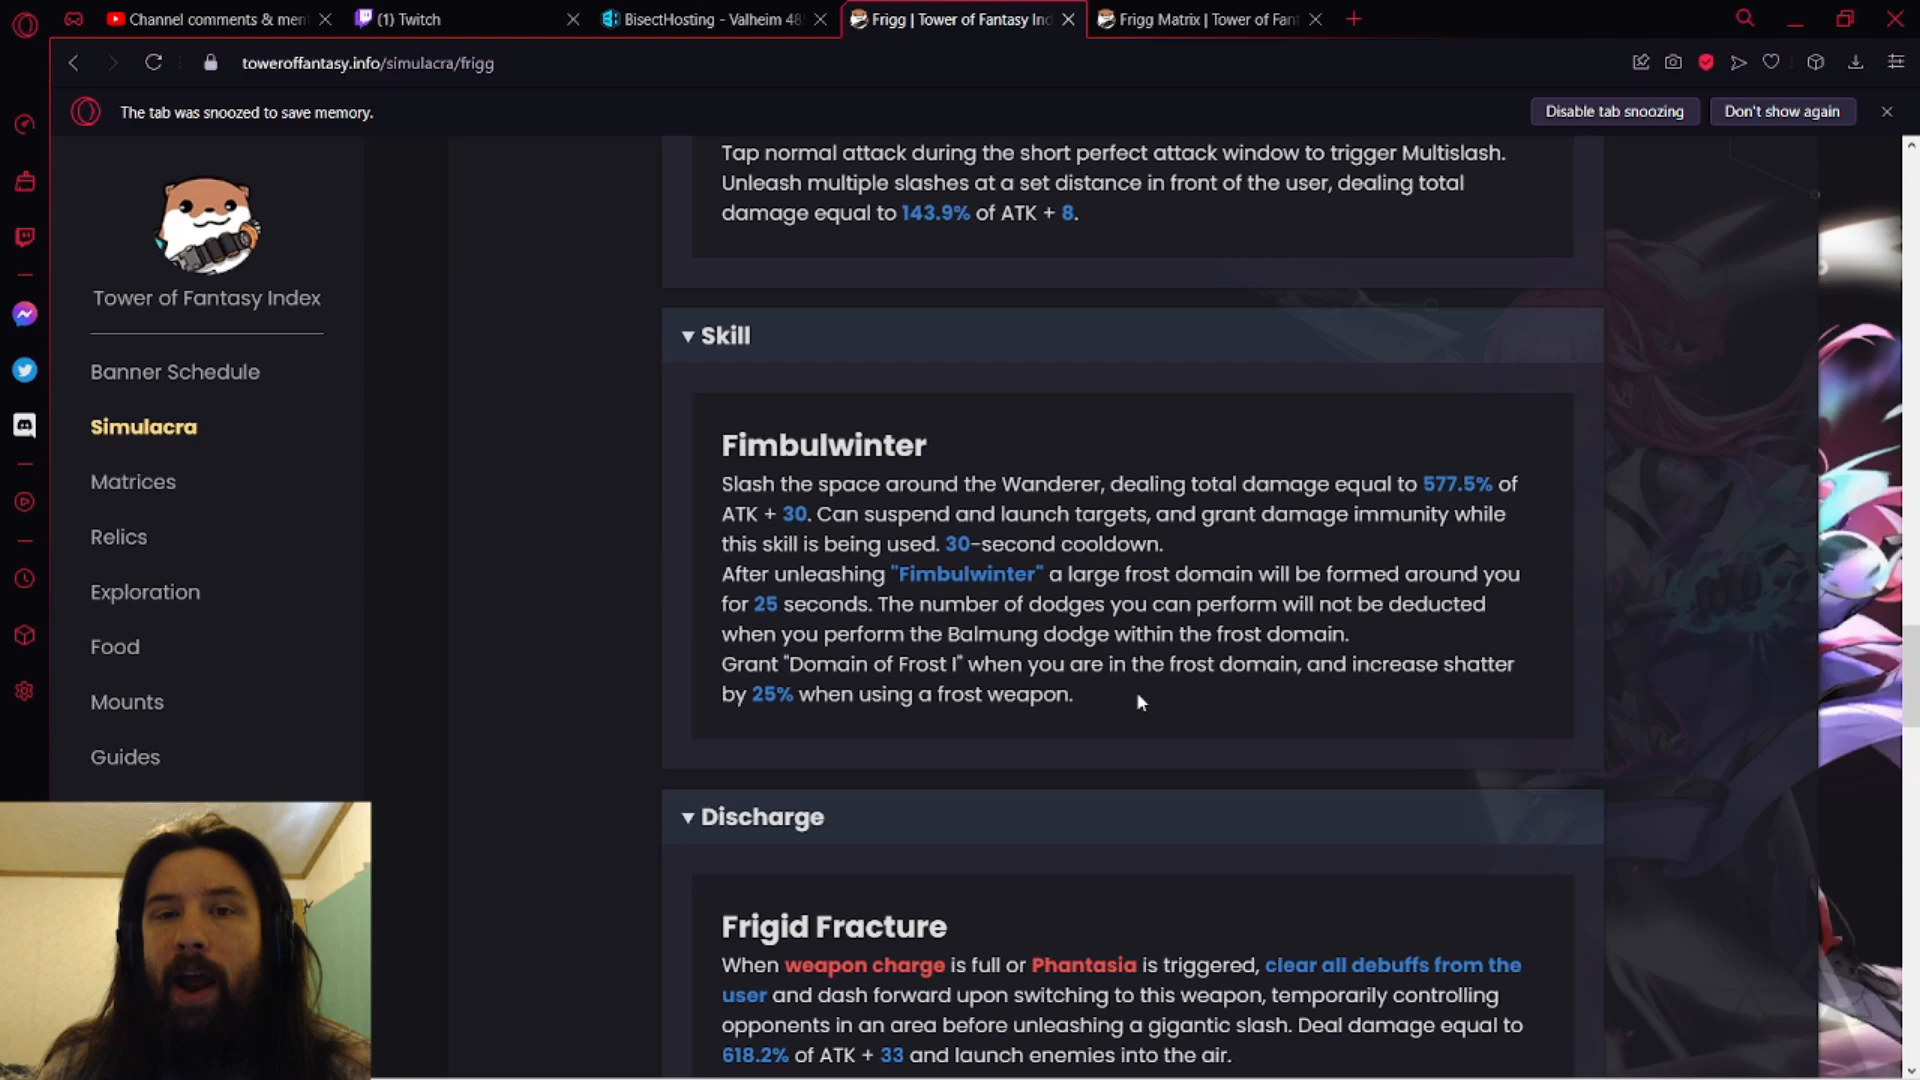 Channel comments & men
(1) Twitch
BisectHosting - Valheim 48
Frigg | Tower of Fantasy Ind
Frigg Matrix | Tower of Fant
toweroffantasy.info/simulacra/frigg
The tab was snoozed to save memory.
Disable tab snoozing
Don't show again
Tower of Fantasy Index
Banner Schedule
Simulacra
Matrices
Relics
Exploration
Food
Mounts
Guides
Tap normal attack during the short perfect attack window to trigger Multislash.
Unleash multiple slashes at a set distance in front of the user, dealing total
damage equal to 143.9% of ATK + 8.
▼ Skill
Fimbulwinter
Slash the space around the Wanderer, dealing total damage equal to 577.5% of
ATK + 30. Can suspend and launch targets, and grant damage immunity while
this skill is being used. 30-second cooldown.
After unleashing "Fimbulwinter" a large frost domain will be formed around you
for 25 seconds. The number of dodges you can perform will not be deducted
when you perform the Balmung dodge within the frost domain.
Grant "Domain of Frost I" when you are in the frost domain, and increase shatter
by 25% when using a frost weapon.
▼ Discharge
Frigid Fracture
When weapon charge is full or Phantasia is triggered, clear all debuffs from the
user and dash forward upon switching to this weapon, temporarily controlling
opponents in an area before unleashing a gigantic slash. Deal damage equal to
618.2% of ATK + 33 and launch enemies into the air.